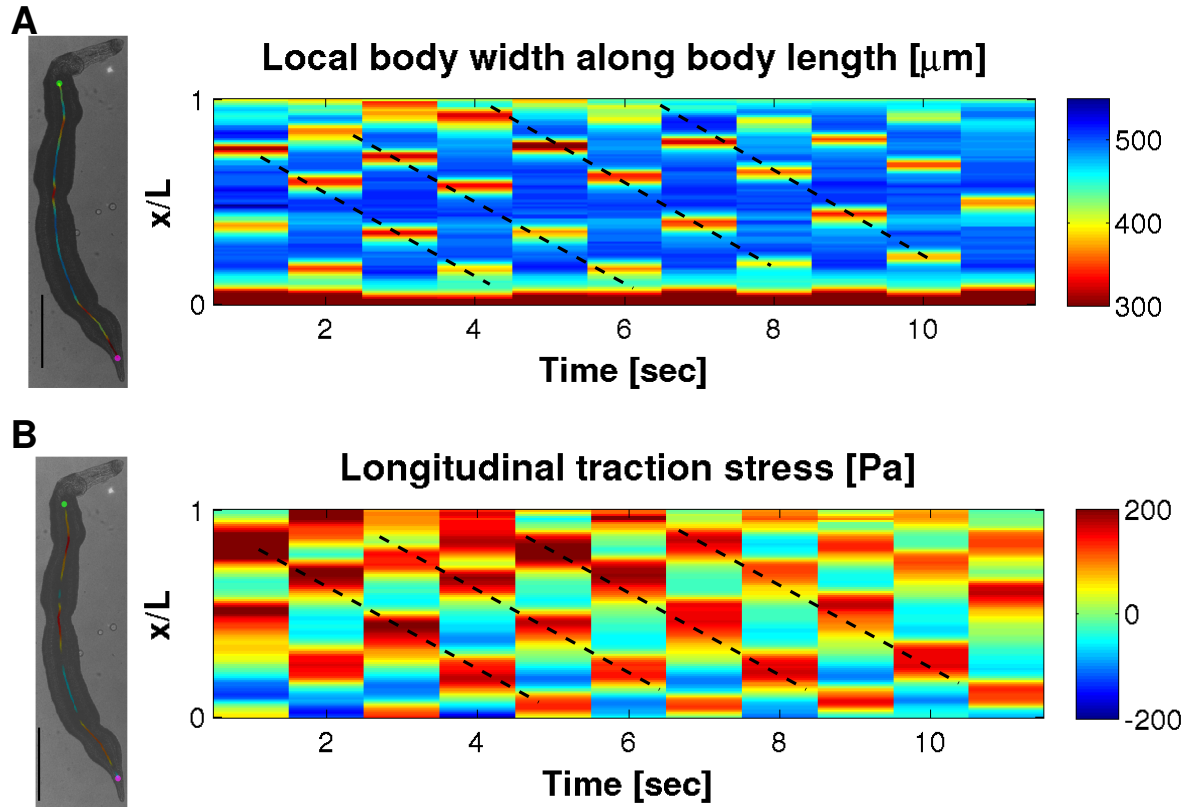 A
Local body width along body length [μm]
1
x/L
0
2
4
6
8
10
Time [sec]
500
400
300
B
Longitudinal traction stress [Pa]
1
x/L
0
2
4
6
8
10
Time [sec]
200
0
-200